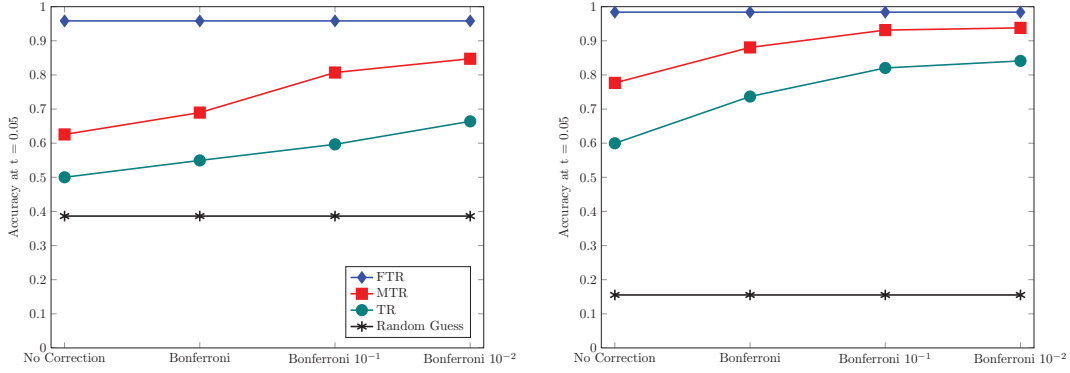 Accuracy at t = 0.05
1
0.9
0.8
0.7
0.6
0.5
0.4
0.3
0.2
0.1
0
No Correction
Bonferroni
Bonferroni 10⁻¹
Bonferroni 10⁻²
FTR
MTR
TR
Random Guess
Accuracy at t = 0.05
1
0.9
0.8
0.7
0.6
0.5
0.4
0.3
0.2
0.1
0
No Correction
Bonferroni
Bonferroni 10⁻¹
Bonferroni 10⁻²